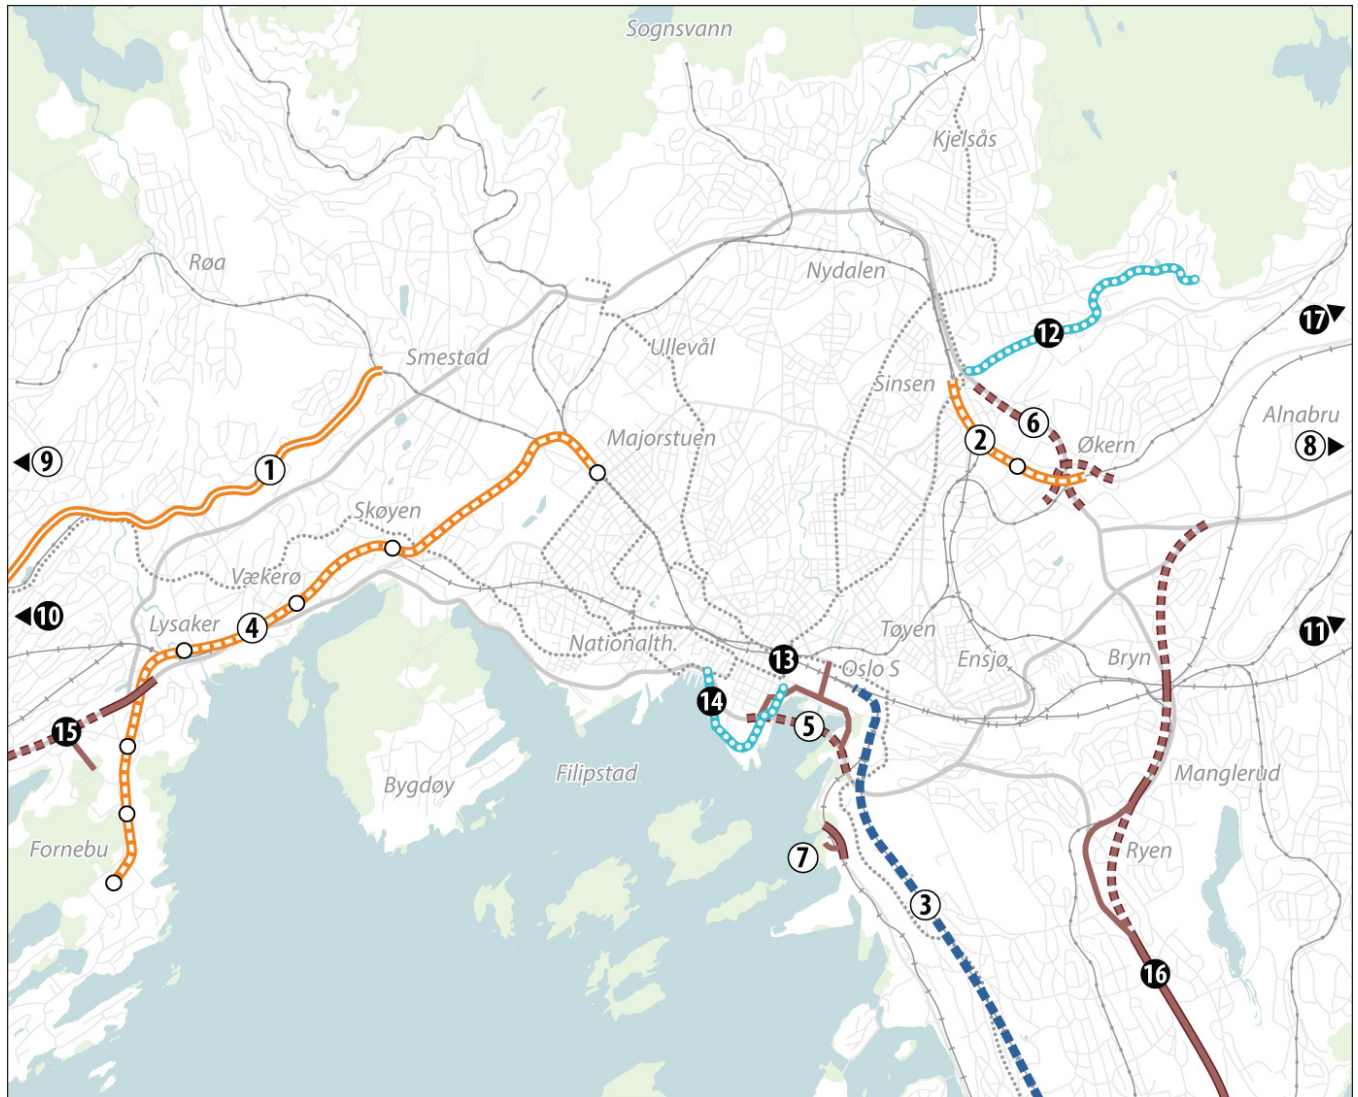 Sognsvann
Kjelsås
Røa
Nydalen
17
12
Ullevål
Smestad
Sinsen
Alnabru
6
Majorstuen
2
Økern
8
9
1
Skøyen
Vækerø
10
Lysaker
4
Tøyen
11
Nationalth.
13
Oslo S
Ensjø
Bryn
14
15
5
Filipstad
Manglerud
Bygdøy
Fornebu
7
Ryen
3
16